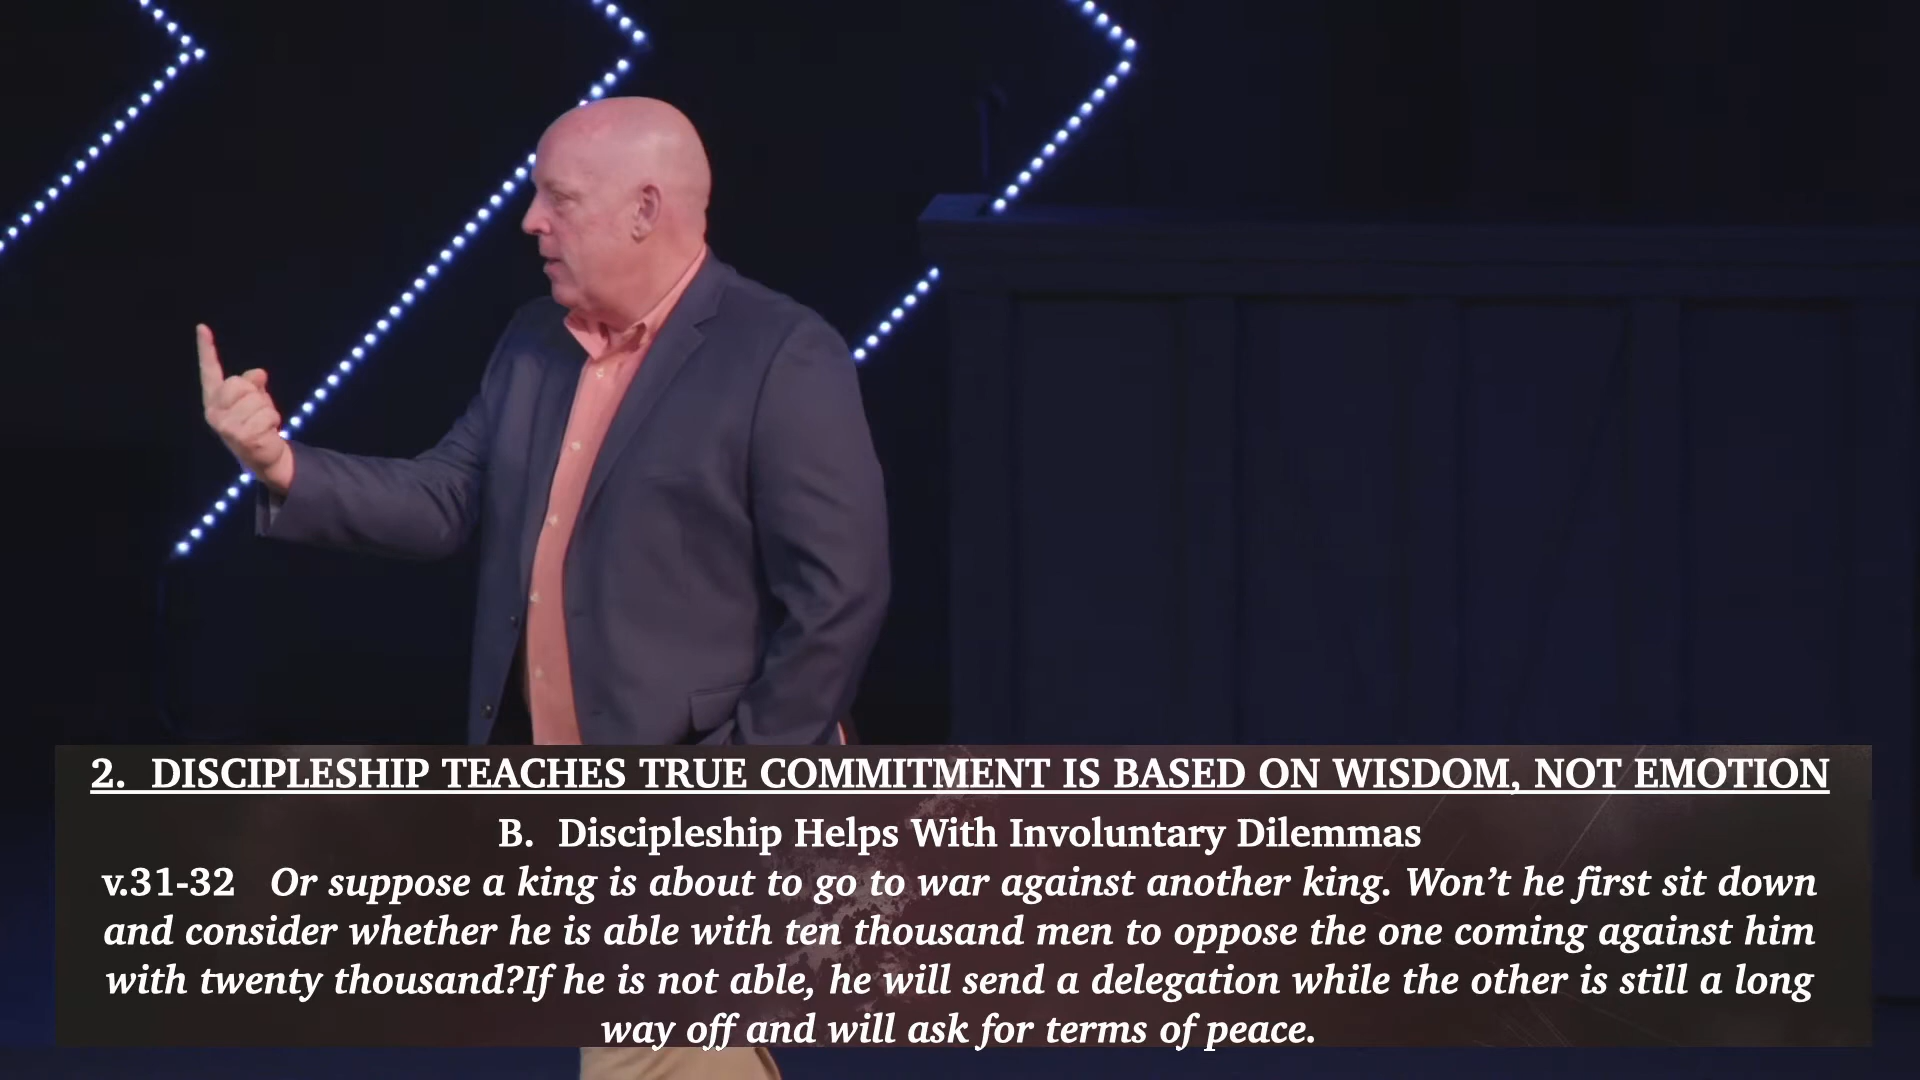 2. DISCIPLESHIP TEACHES TRUE COMMITMENT IS BASED ON WISDOM, NOT EMOTION
B. Discipleship Helps With Involuntary Dilemmas
v.31-32 Or suppose a king is about to go to war against another king. Won’t he first sit down
and consider whether he is able with ten thousand men to oppose the one coming against him
with twenty thousand?If he is not able, he will send a delegation while the other is still a long
way off and will ask for terms of peace.